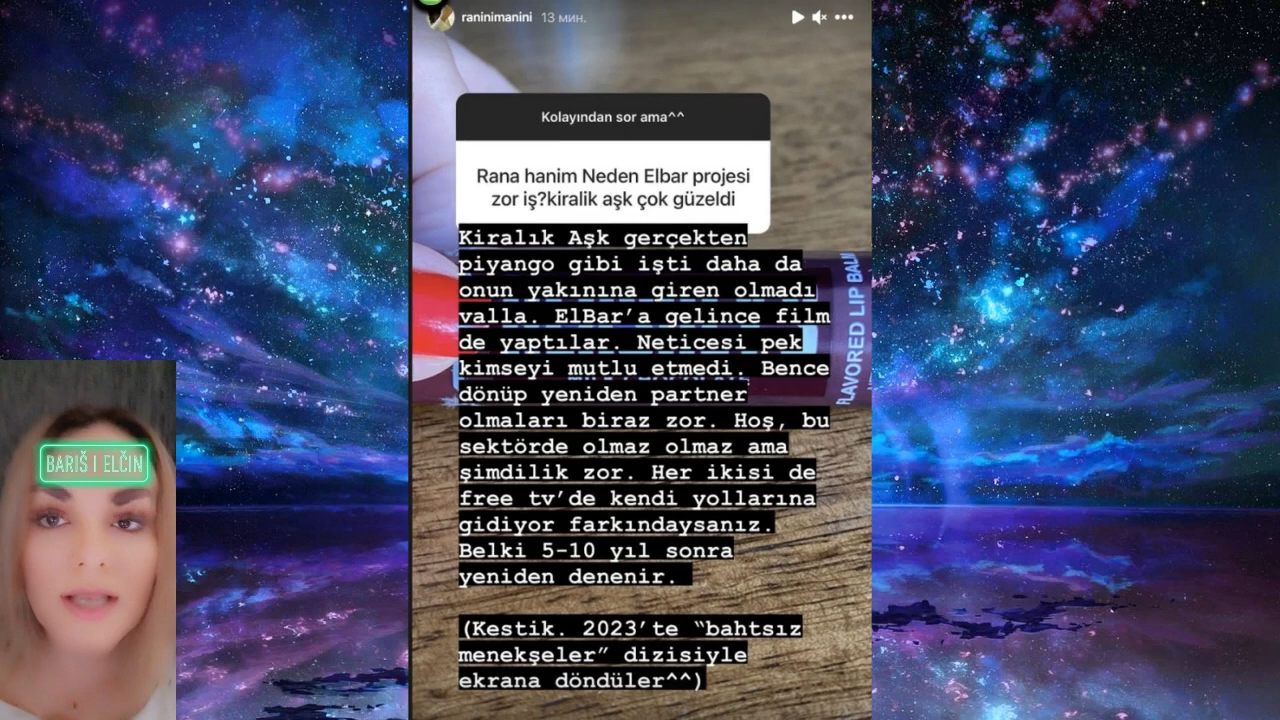 raninimanini 13 мин.
Kolayından sor ama^^
Rana hanim Neden Elbar projesi
zor iş?kiralik aşk çok güzeldi
Kiralık Aşk gerçekten
piyango gibi işti daha da
onun yakınına giren olmadı
valla. ElBar’a gelince film
de yaptılar. Neticesi pek
kimseyi mutlu etmedi. Bence
dönüp yeniden partner
olmaları biraz zor. Hoş, bu
sektörde olmaz olmaz ama
şimdilik zor. Her ikisi de
free tv’de kendi yollarına
gidiyor farkındaysanız.
Belki 5-10 yıl sonra
yeniden denenir.
(Kestik. 2023’te “bahtsız
menekşeler” dizisiyle
ekrana döndüler^^)
LAVORED LIP BAL
BARIŠ I ELČIN